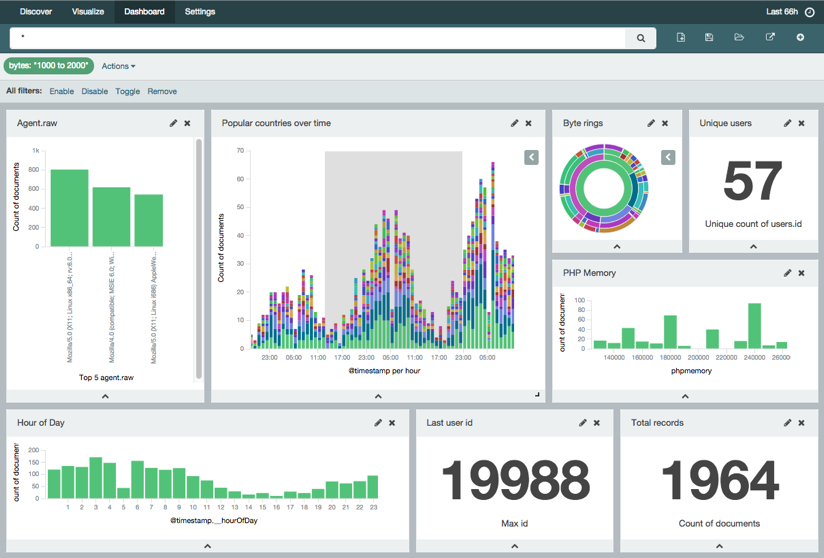 Discover Visualize Dashboard Settings Last 66h
*
bytes: "1000 to 2000" Actions
All filters: Enable Disable Toggle Remove
Agent.raw
Count of documents
1k
800
600
400
200
0
Mozilla/5.0 (X11; Linux x86_64; rv:6.0...
Mozilla/4.0 (compatible; MSIE 6.0; Wi...
Mozilla/5.0 (X11; Linux i686) AppleWe...
Top 5 agent.raw
Popular countries over time
Count of documents
70
60
50
40
30
20
10
0
23:00 05:00 11:00 17:00 23:00 05:00 11:00 17:00 23:00 05:00
@timestamp per hour
Byte rings
Unique users
57
Unique count of users.id
PHP Memory
ount of documer
100
80
60
40
20
0
140000 160000 180000 200000 220000 240000 26000
phpmemory
Hour of Day
ount of documer
200
150
100
50
0
1 2 3 4 5 6 7 8 9 10 11 12 13 14 15 16 17 18 19 20 21 22 23
@timestamp.__hourOfDay
Last user id
19988
Max id
Total records
1964
Count of documents